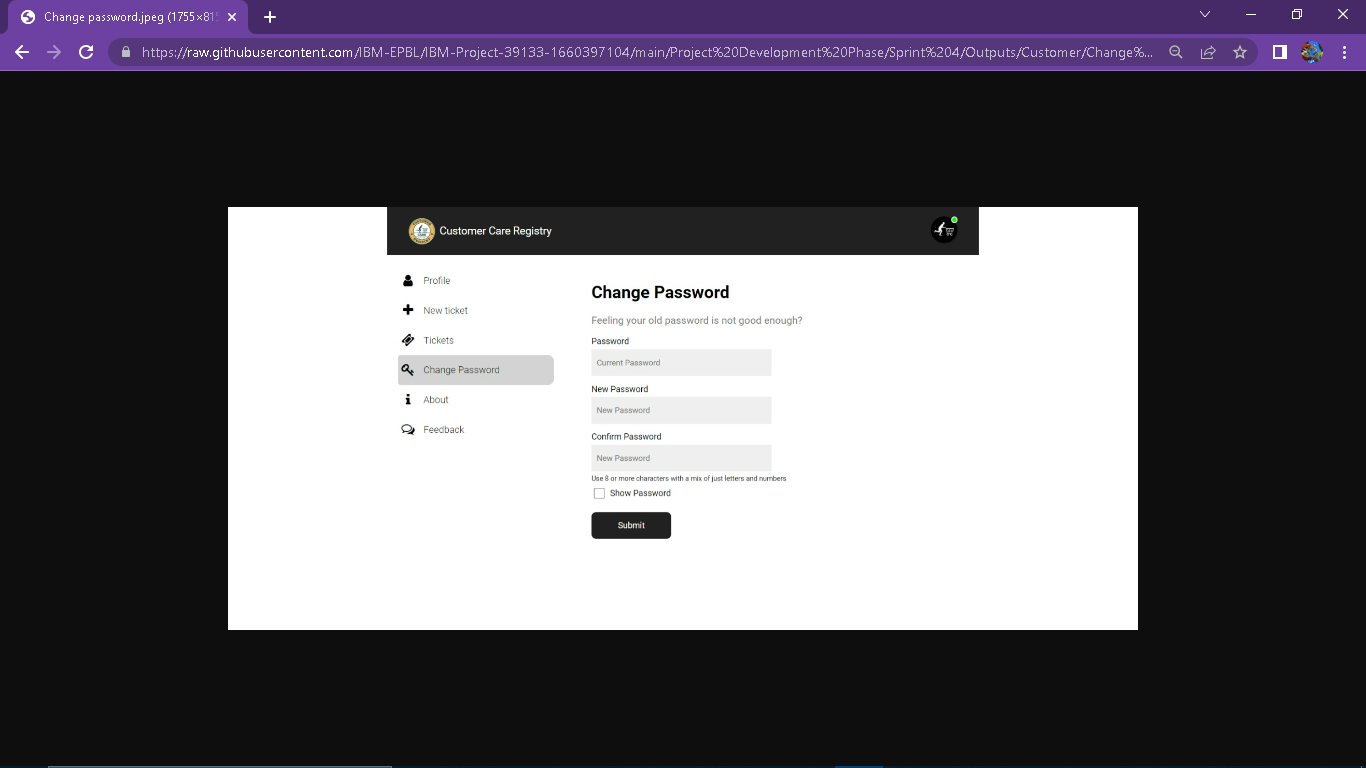 Change password.jpeg (1755×815
https://raw.githubusercontent.com/IBM-EPBL/IBM-Project-39133-1660397104/main/Project%20Development%20Phase/Sprint%204/Outputs/Customer/Change%...
Customer Care Registry
Profile
New ticket
Tickets
Change Password
About
Feedback
Change Password
Feeling your old password is not good enough?
Password
Current Password
New Password
New Password
Confirm Password
New Password
Use 8 or more characters with a mix of just letters and numbers
Show Password
Submit